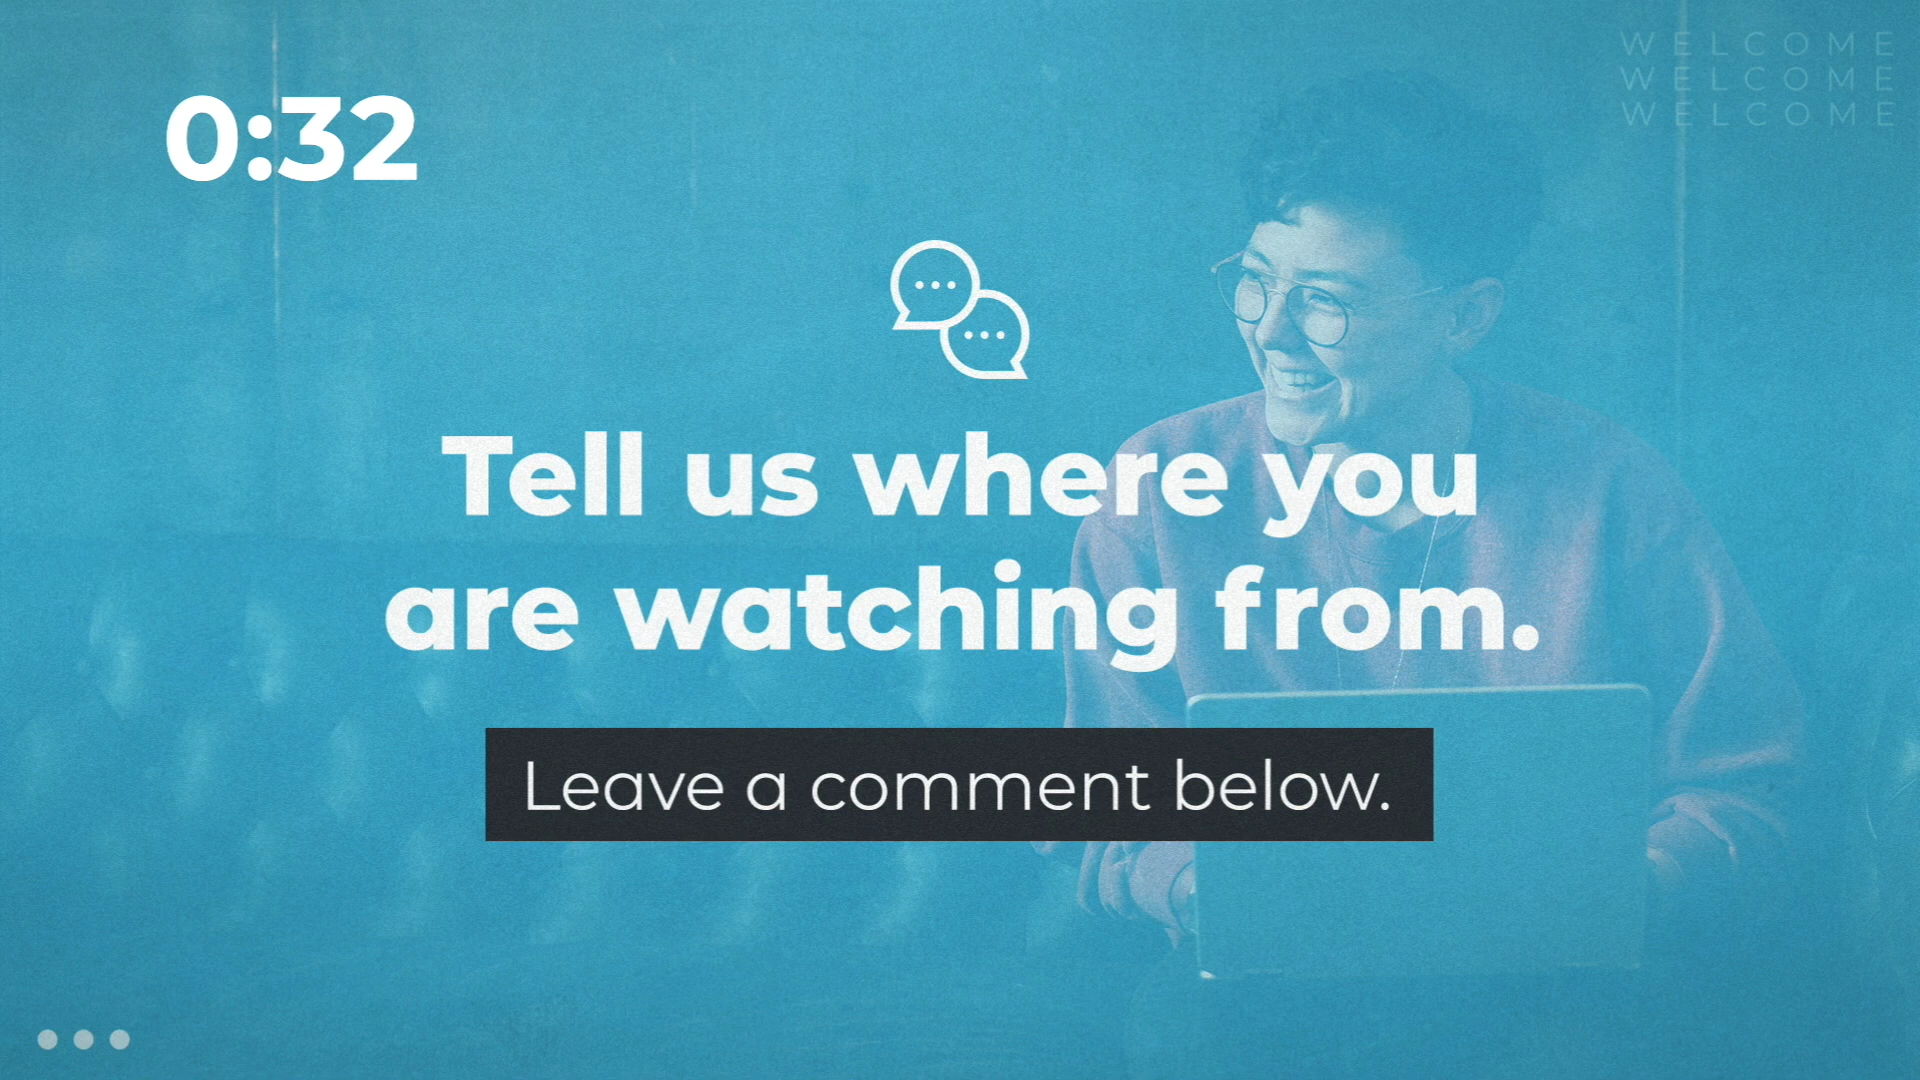 WELCOME
WELCOME
WELCOME
0:32
Tell us where you
are watching from.
Leave a comment below.